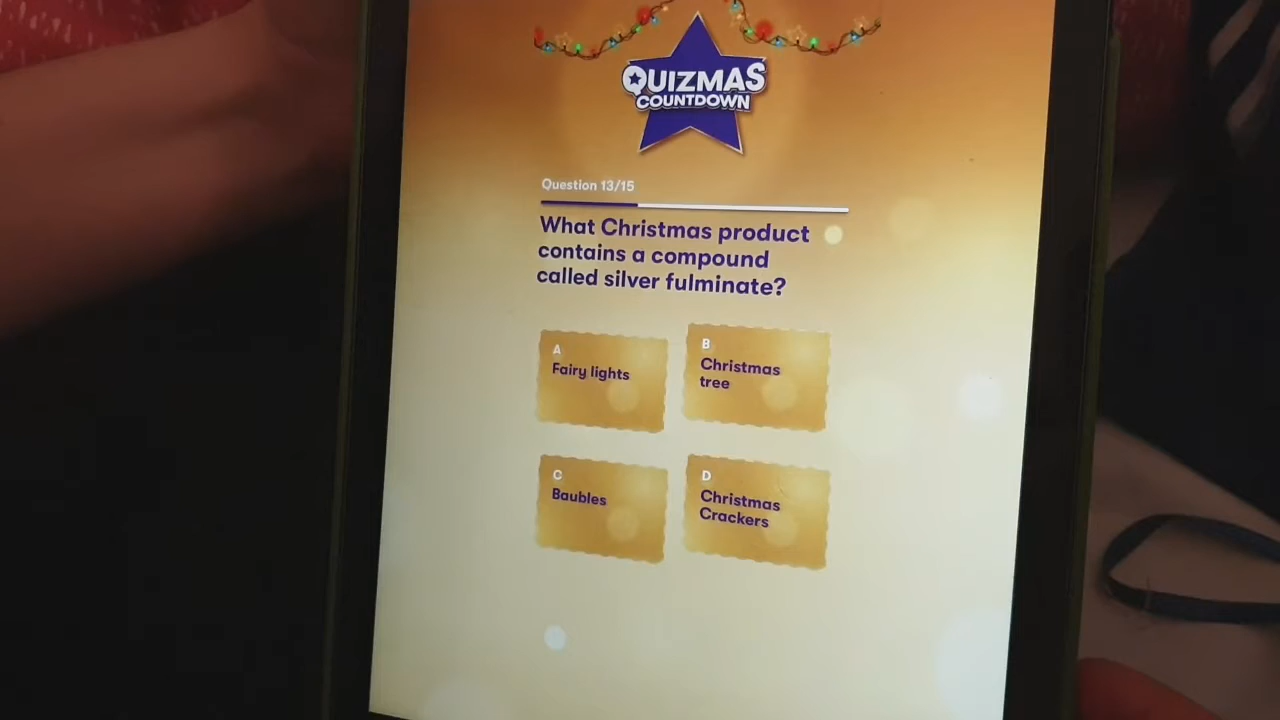 QUIZMAS
COUNTDOWN
Question 13/15
What Christmas product
contains a compound
called silver fulminate?
A
Fairy lights
B
Christmas
tree
C
Baubles
D
Christmas
Crackers